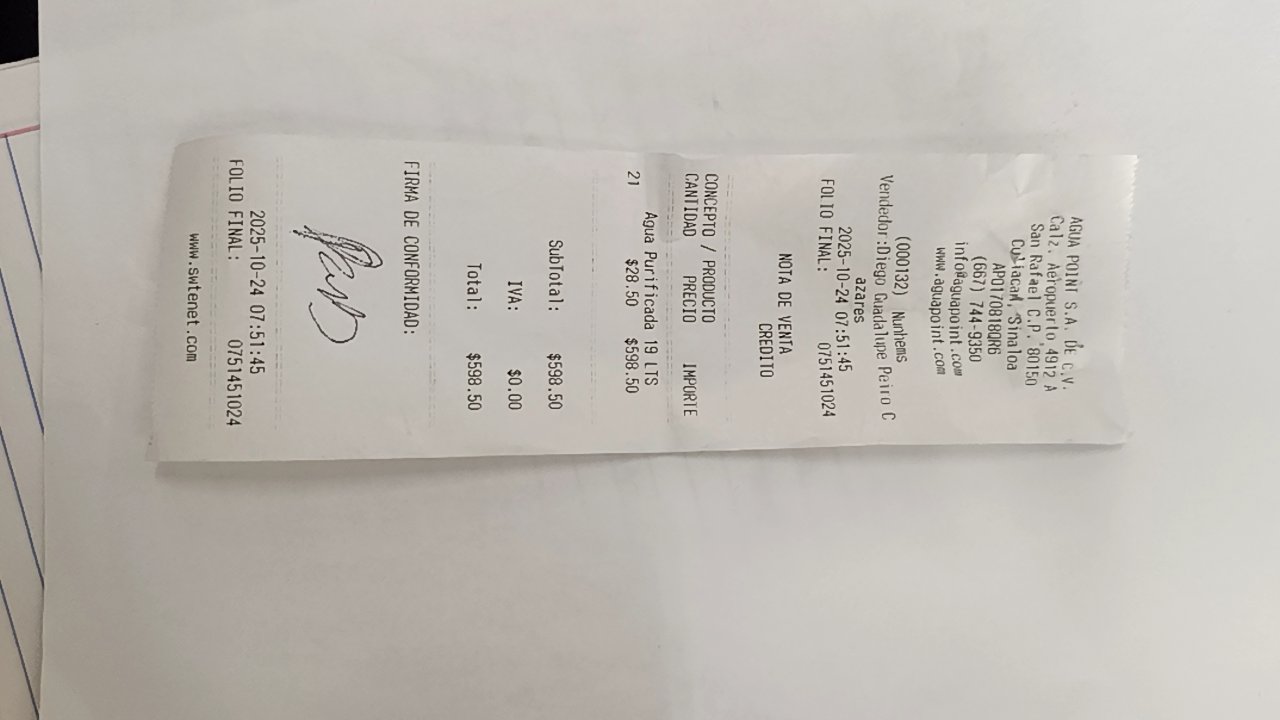 AGUA POINT S.A. DE C.V.
Calz. Aeropuerto 4912 A
San Rafael C.P. 80150
Culiacan, Sinaloa
APO170818QR6
(667) 744-9350
info@aguapoint.com
www.aguapoint.com
(000132) Nunhems
Vendedor:Diego Guadalupe Peiro C
azares
2025-10-24 07:51:45
FOLIO FINAL: 0751451024
NOTA DE VENTA
CREDITO
CONCEPTO / PRODUCTO
CANTIDAD PRECIO IMPORTE
Agua Purificada 19 LTS
21 $28.50 $598.50
SubTotal: $598.50
IVA: $0.00
Total: $598.50
FIRMA DE CONFORMIDAD:
2025-10-24 07:51:45
FOLIO FINAL: 0751451024
www.swtenet.com